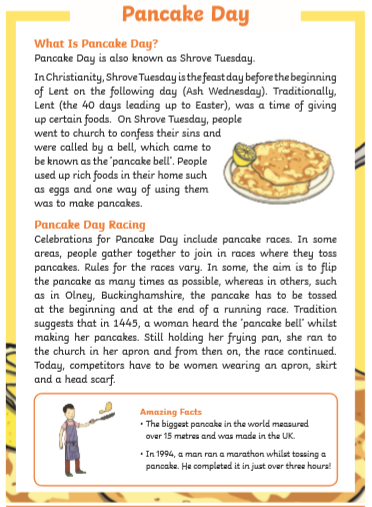 Pancake Day
What Is Pancake Day?
Pancake Day is also known as Shrove Tuesday.
In Christianity, Shrove Tuesday is the feast day before the beginning
of Lent on the following day (Ash Wednesday). Traditionally,
Lent (the 40 days leading up to Easter), was a time of giving
up certain foods. On Shrove Tuesday, people
went to church to confess their sins and
were called by a bell, which came to
be known as the 'pancake bell'. People
used up rich foods in their home such
as eggs and one way of using them
was to make pancakes.
Pancake Day Racing
Celebrations for Pancake Day include pancake races. In some
areas, people gather together to join in races where they toss
pancakes. Rules for the races vary. In some, the aim is to flip
the pancake as many times as possible, whereas in others, such
as in Olney, Buckinghamshire, the pancake has to be tossed
at the beginning and at the end of a running race. Tradition
suggests that in 1445, a woman heard the 'pancake bell' whilst
making her pancakes. Still holding her frying pan, she ran to
the church in her apron and from then on, the race continued.
Today, competitors have to be women wearing an apron, skirt
and a head scarf.
Amazing Facts
• The biggest pancake in the world measured
over 15 metres and was made in the UK.
• In 1994, a man ran a marathon whilst tossing a
pancake. He completed it in just over three hours!